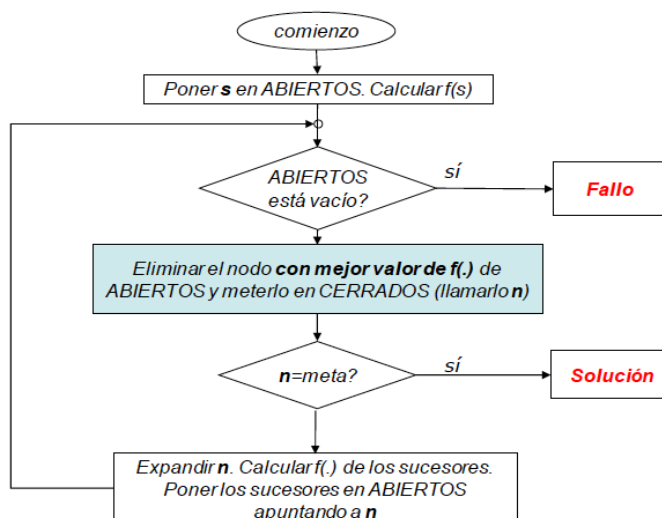 comienzo
Poner s en ABIERTOS. Calcular f(s)
ABIERTOS
está vacío?
sí
Fallo
Eliminar el nodo con mejor valor de f(.) de
ABIERTOS y meterlo en CERRADOS (llamarlo n)
n=meta?
sí
Solución
Expandir n. Calcular f(.) de los sucesores.
Poner los sucesores en ABIERTOS
apuntando a n